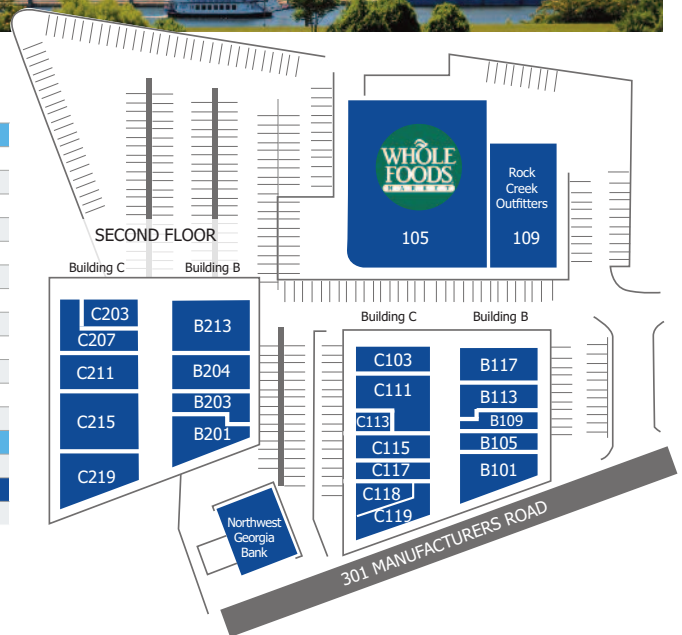 WHOLE
FOODS
MARKET
105
Rock
Creek
Outfitters
109
SECOND FLOOR
Building C
Building B
C203
C207
C211
C215
C219
B213
B204
B203
B201
Building C
Building B
C103
C111
C113
C115
C117
C118
C119
B117
B113
B109
B105
B101
Northwest
Georgia
Bank
301 MANUFACTURERS ROAD